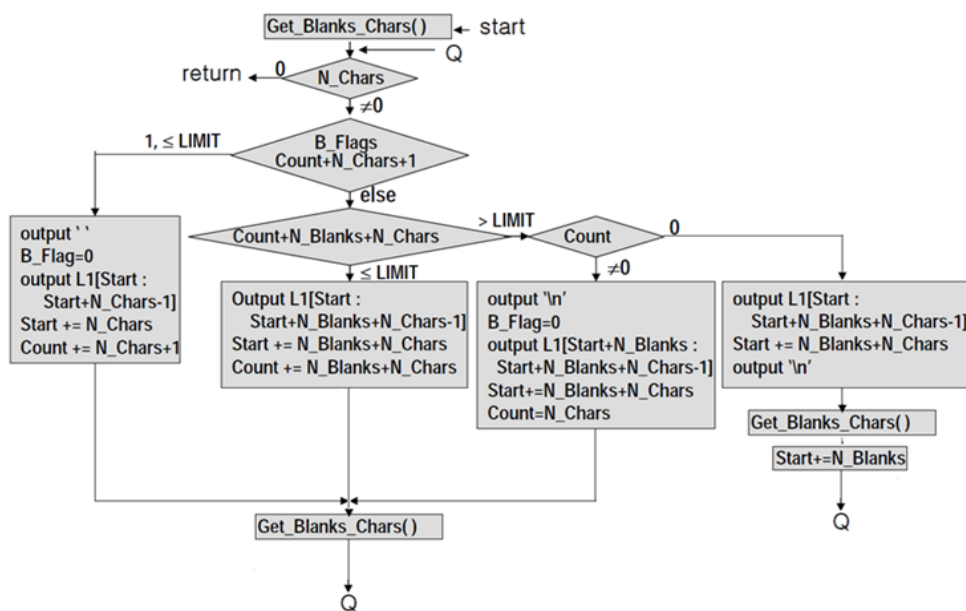 Get_Blanks_Chars( )
start
Q
return
0
N_Chars
≠0
1, ≤ LIMIT
B_Flags
Count+N_Chars+1
else
Count+N_Blanks+N_Chars
> LIMIT
Count
0
≤ LIMIT
≠0
output ' '
B_Flag=0
output L1[Start :
Start+N_Chars-1]
Start += N_Chars
Count += N_Chars+1
Output L1[Start :
Start+N_Blanks+N_Chars-1]
Start += N_Blanks+N_Chars
Count += N_Blanks+N_Chars
output '\n'
B_Flag=0
output L1[Start+N_Blanks :
Start+N_Blanks+N_Chars-1]
Start+=N_Blanks+N_Chars
Count=N_Chars
output L1[Start :
Start+N_Blanks+N_Chars-1]
Start += N_Blanks+N_Chars
output '\n'
Get_Blanks_Chars( )
Start+=N_Blanks
Q
Get_Blanks_Chars( )
Q